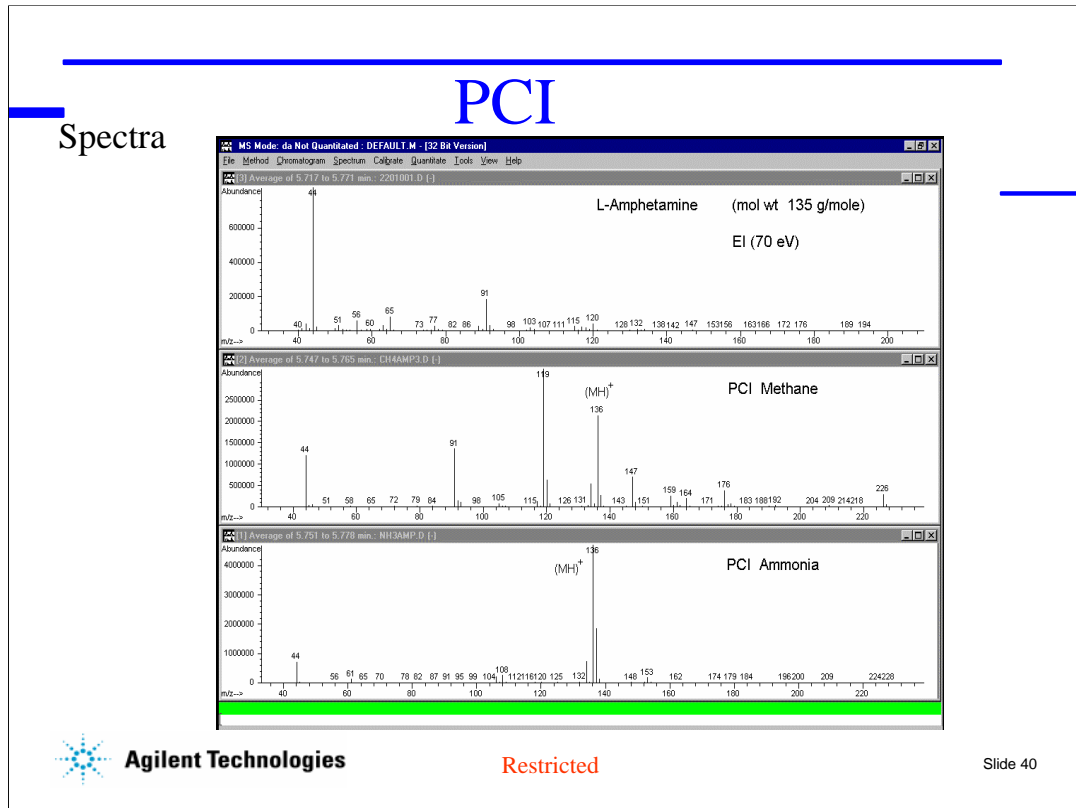 PCI
Spectra
MS Mode: da Not Quantitated : DEFAULT.M - [32 Bit Version]
File Method Chromatogram Spectrum Calibrate Quantitate Tools View Help
[3] Average of 5.717 to 5.771 min.: 2201001.D (-)
Abundance
L-Amphetamine (mol wt 135 g/mole)
EI (70 eV)
600000
400000
200000
0
44
40 51 56 60 65 73 77 82 86 91 98 103 107 111 115 120 128 132 138 142 147 153 156 163 166 172 176 189 194
m/z-->
40 60 80 100 120 140 160 180 200
[2] Average of 5.747 to 5.765 min.: CH4AMP3.D (-)
Abundance
PCI Methane
(MH)+
2500000
2000000
1500000
1000000
500000
0
44 51 58 65 72 79 84 91 98 105 115 119 126 131 136 143 147 151 159 164 171 176 183 188 192 204 209 214 218 226
m/z-->
40 60 80 100 120 140 160 180 200 220
[1] Average of 5.751 to 5.778 min.: NH3AMP.D (-)
Abundance
PCI Ammonia
(MH)+
4000000
3000000
2000000
1000000
0
44 56 61 65 70 78 82 87 91 95 99 104 108 112 116 120 125 132 136 148 153 162 174 179 184 196 200 209 224 228
m/z-->
40 60 80 100 120 140 160 180 200 220
Agilent Technologies
Restricted
Slide 40